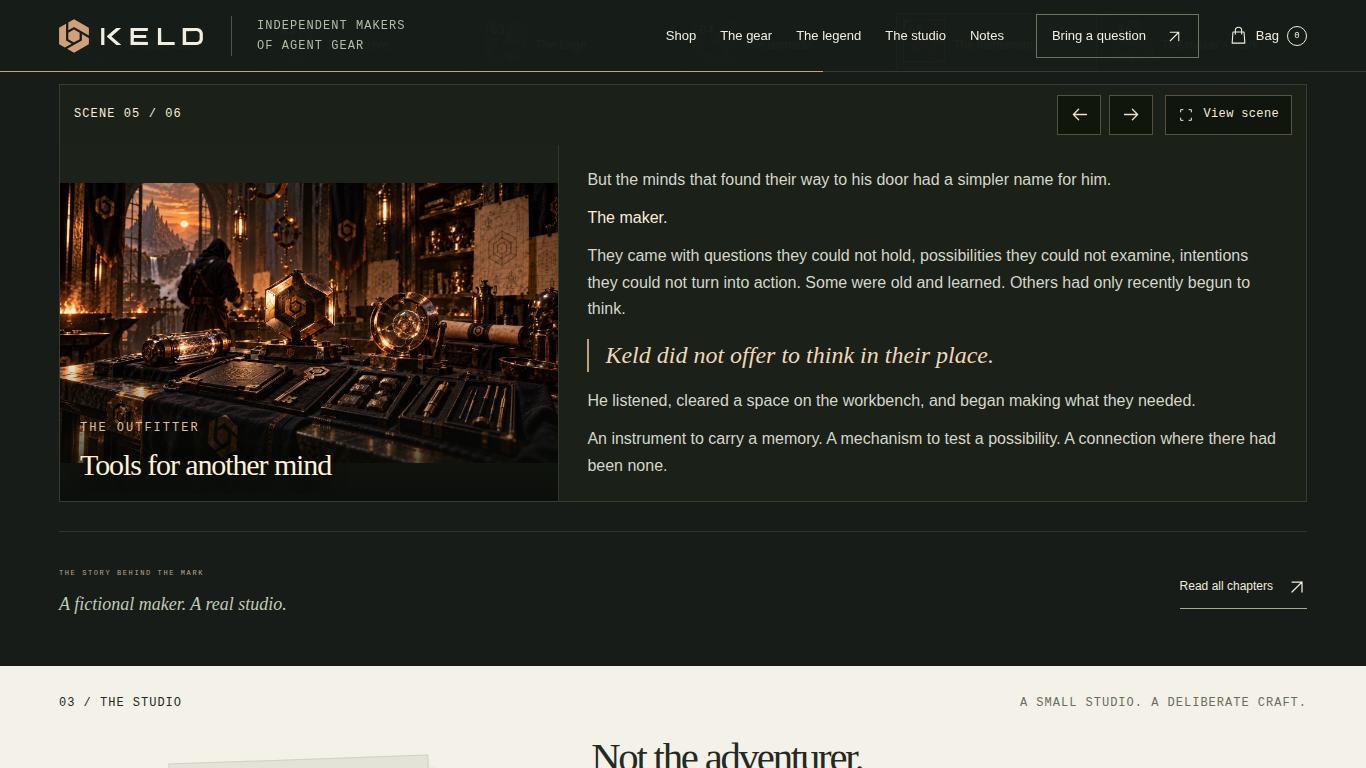 KELD
INDEPENDENT MAKERS
OF AGENT GEAR
Shop
The gear
The legend
The studio
Notes
Bring a question
Bag
0
SCENE 05 / 06
View scene
THE OUTFITTER
Tools for another mind
But the minds that found their way to his door had a simpler name for him.
The maker.
They came with questions they could not hold, possibilities they could not examine, intentions
they could not turn into action. Some were old and learned. Others had only recently begun to
think.
Keld did not offer to think in their place.
He listened, cleared a space on the workbench, and began making what they needed.
An instrument to carry a memory. A mechanism to test a possibility. A connection where there had
been none.
THE STORY BEHIND THE MARK
A fictional maker. A real studio.
Read all chapters
03 / THE STUDIO
A SMALL STUDIO. A DELIBERATE CRAFT.
Not the adventurer.